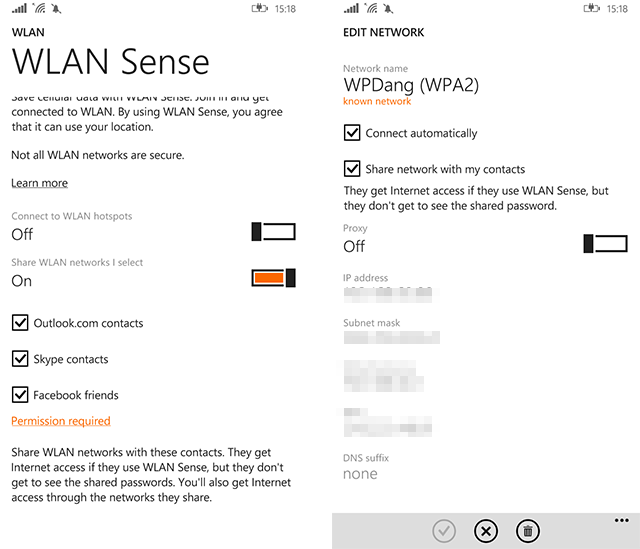 15:18
WLAN
WLAN Sense
Save cellular data with WLAN Sense. Join in and get
connected to WLAN. By using WLAN Sense, you agree
that it can use your location.
Not all WLAN networks are secure.
Learn more
Connect to WLAN hotspots
Off
Share WLAN networks I select
On
Outlook.com contacts
Skype contacts
Facebook friends
Permission required
Share WLAN networks with these contacts. They get
Internet access if they use WLAN Sense, but they don't
get to see the shared passwords. You'll also get Internet
access through the networks they share.
15:18
EDIT NETWORK
Network name
WPDang (WPA2)
known network
Connect automatically
Share network with my contacts
They get Internet access if they use WLAN Sense, but
they don't get to see the shared password.
Proxy
Off
IP address
Subnet mask
DNS suffix
none